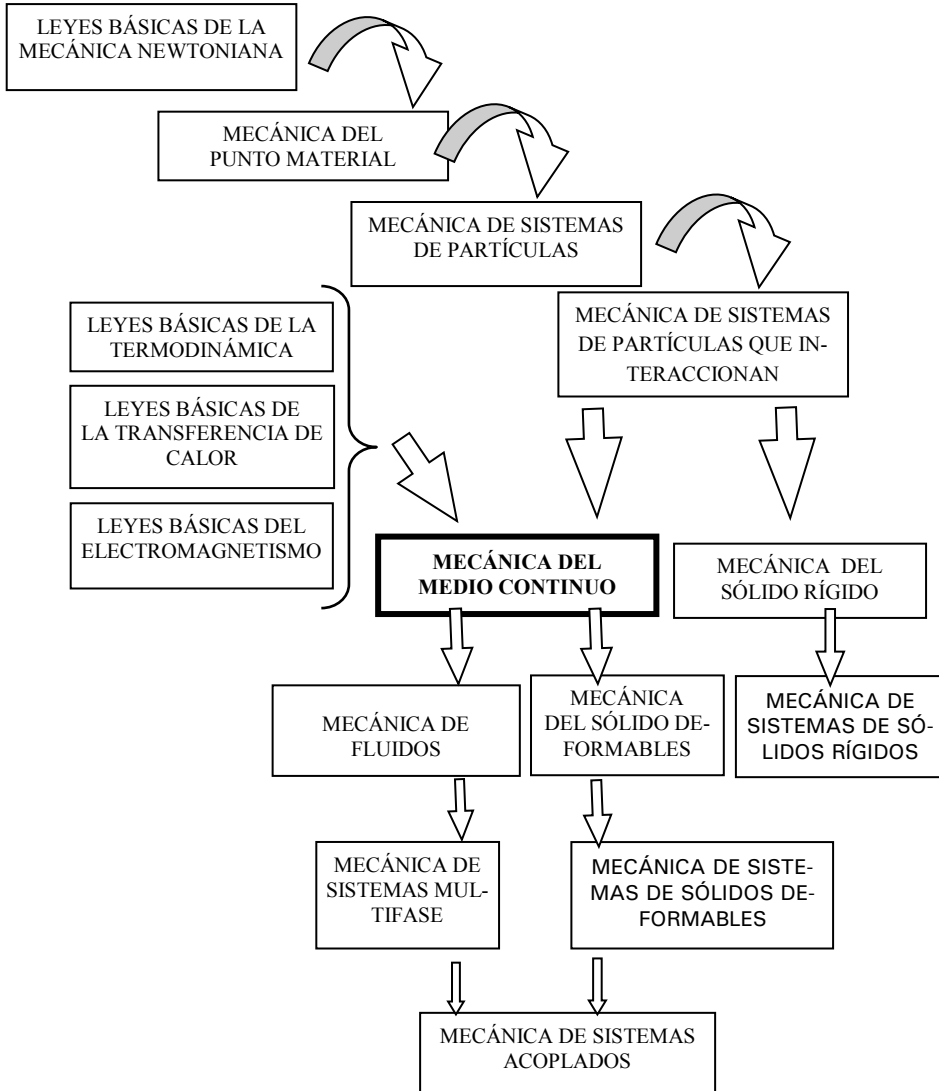 LEYES BÁSICAS DE LA
MECÁNICA NEWTONIANA
MECÁNICA DEL
PUNTO MATERIAL
MECÁNICA DE SISTEMAS
DE PARTÍCULAS
MECÁNICA DE SISTEMAS
DE PARTÍCULAS QUE IN-
TERACCIONAN
LEYES BÁSICAS DE LA
TERMODINÁMICA
LEYES BÁSICAS DE
LA TRANSFERENCIA DE
CALOR
LEYES BÁSICAS DEL
ELECTROMAGNETISMO
MECÁNICA DEL
MEDIO CONTINUO
MECÁNICA DEL
SÓLIDO RÍGIDO
MECÁNICA DE
FLUIDOS
MECÁNICA
DEL SÓLIDO DE-
FORMABLES
MECÁNICA DE
SISTEMAS DE SÓ-
LIDOS RÍGIDOS
MECÁNICA DE
SISTEMAS MUL-
TIFASE
MECÁNICA DE SISTE-
MAS DE SÓLIDOS DE-
FORMABLES
MECÁNICA DE SISTEMAS
ACOPLADOS